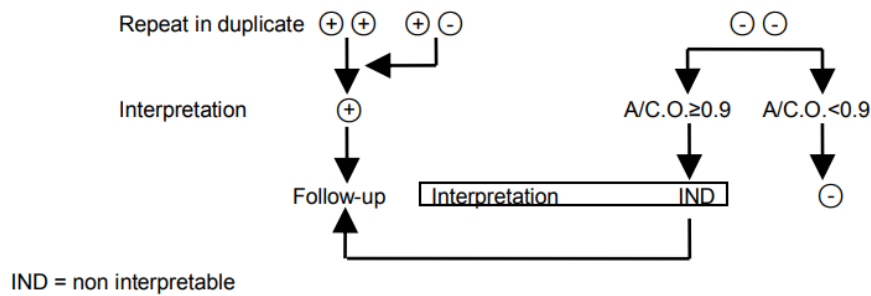 Repeat in duplicate ⊕ ⊕ ⊕ ⊖ ⊖ ⊖
Interpretation ⊕ A/C.O.≥0.9 A/C.O.<0.9
Follow-up Interpretation IND ⊖
IND = non interpretable